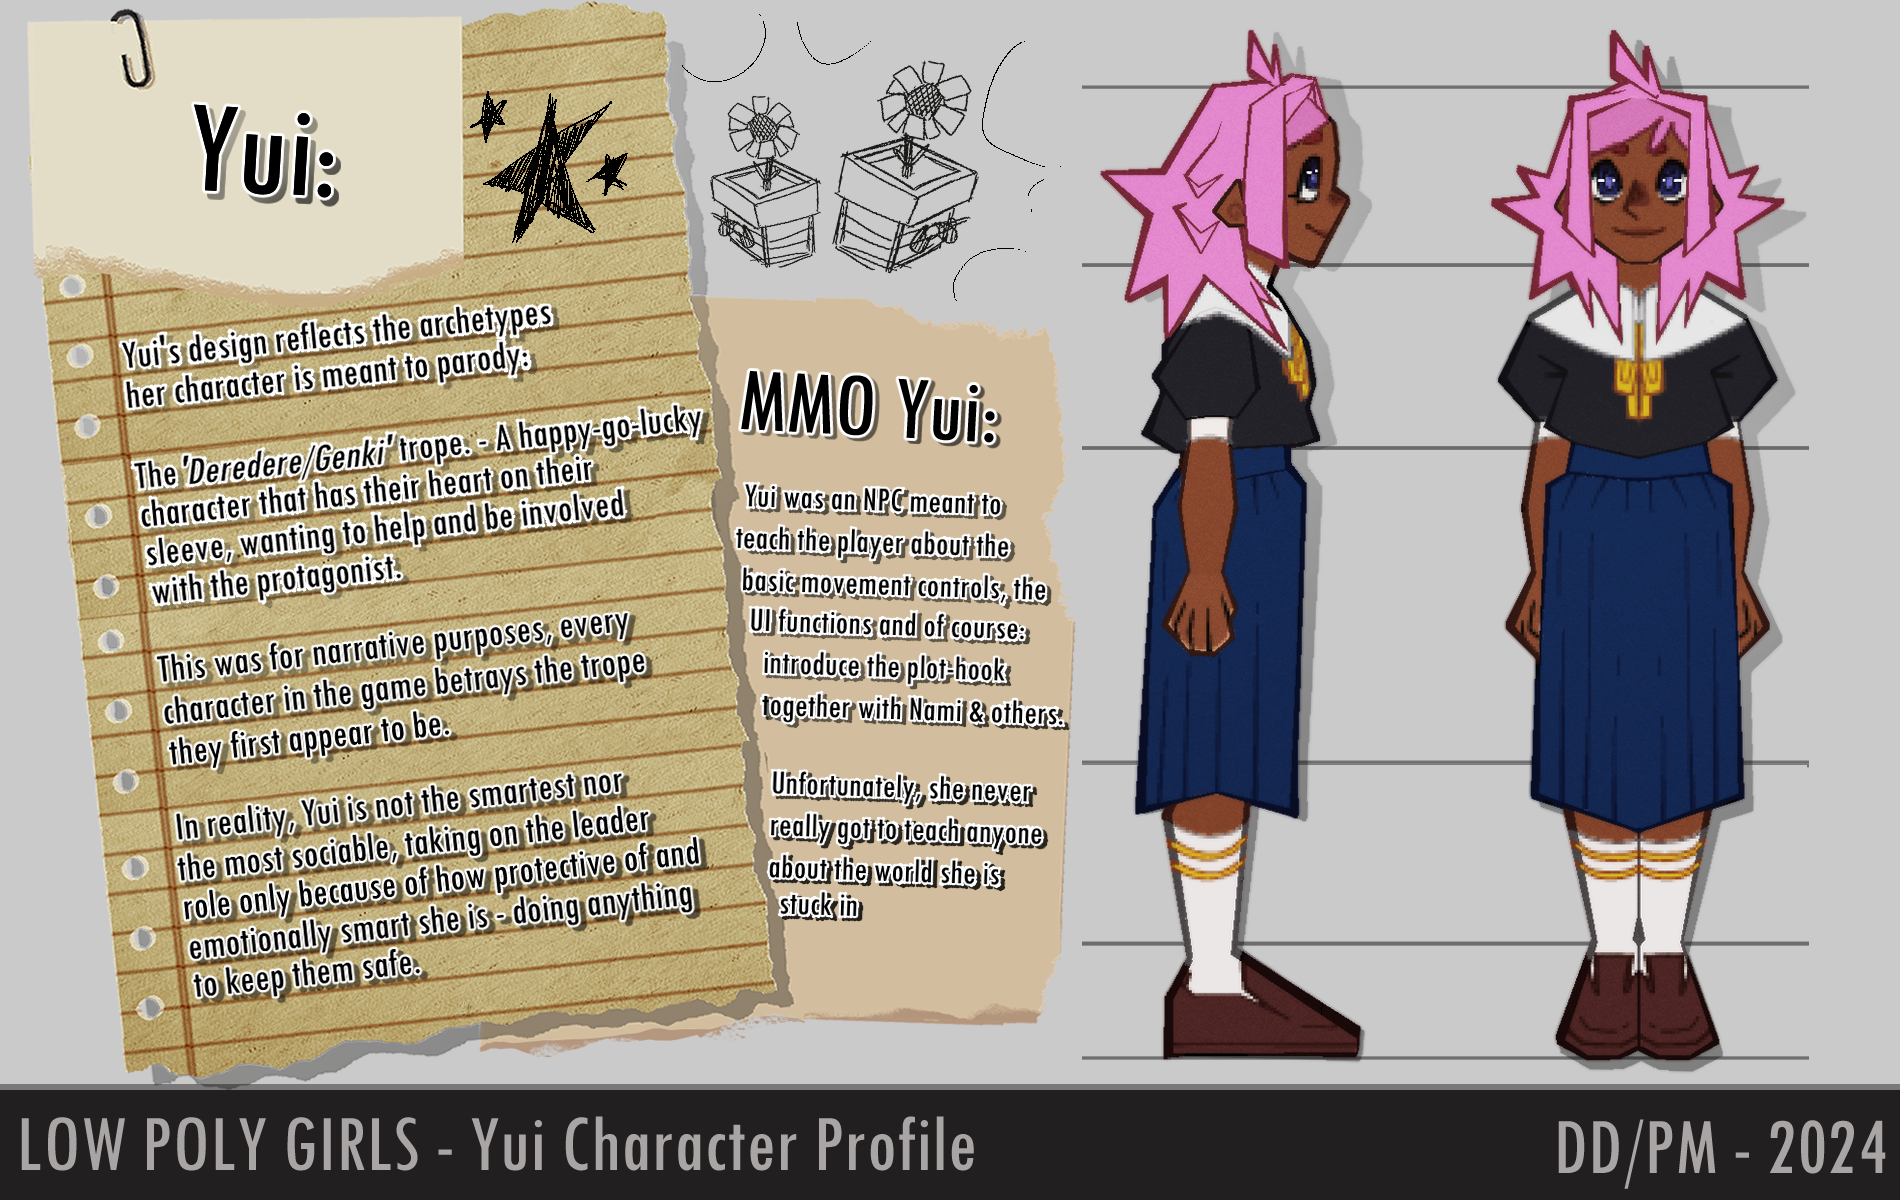 Yui:
Yui's design reflects the archetypes
her character is meant to parody:
The 'Deredere/Genki' trope. - A happy-go-lucky
character that has their heart on their
sleeve, wanting to help and be involved
with the protagonist.
This was for narrative purposes, every
character in the game betrays the trope
they first appear to be.
In reality, Yui is not the smartest nor
the most sociable, taking on the leader
role only because of how protective of and
emotionally smart she is - doing anything
to keep them safe.
MMO Yui:
Yui was an NPC meant to
teach the player about the
basic movement controls, the
UI functions and of course:
introduce the plot-hook
together with Nami & others.
Unfortunately, she never
really got to teach anyone
about the world she is
stuck in
LOW POLY GIRLS - Yui Character Profile
DD/PM - 2024